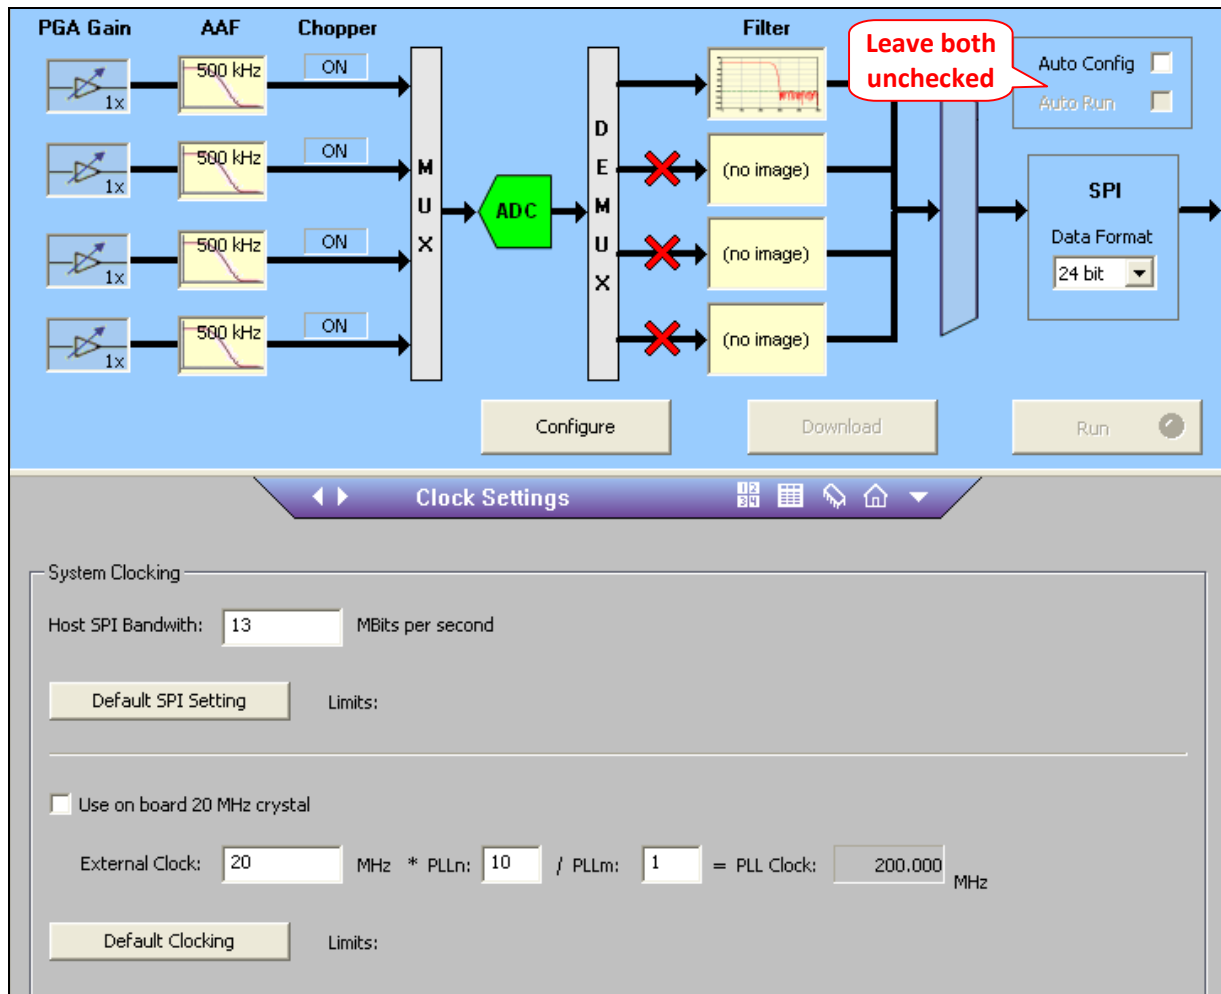 PGA Gain AAF Chopper Filter
Leave both
unchecked
Auto Config
Auto Run
1x 500 kHz ON
1x 500 kHz ON (no image)
1x 500 kHz ON (no image)
1x 500 kHz ON (no image)
M
U
X
ADC
D
E
M
U
X
SPI
Data Format
24 bit
Configure Download Run
Clock Settings 12
34
System Clocking
Host SPI Bandwith: 13 MBits per second
Default SPI Setting Limits:
Use on board 20 MHz crystal
External Clock: 20 MHz * PLLn: 10 / PLLm: 1 = PLL Clock: 200.000 MHz
Default Clocking Limits: